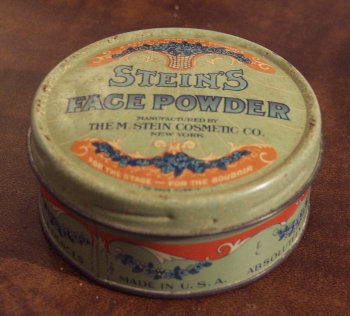 STEIN'S
FACE POWDER
MANUFACTURED BY
THE M. STEIN COSMETIC CO.
NEW YORK
FOR THE STAGE — FOR THE BOUDOIR
MADE IN U.S.A.
ABSOLUTE